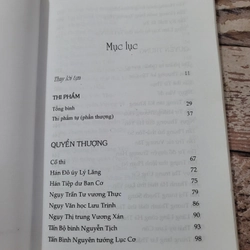 Mục lục
Thay lời tựa 11
THI PHẨM
Tổng bình 29
Thi phẩm tự (phần thượng) 57
QUYỂN THƯỢNG
Cổ thi 67
Hán Đô úy Lý Lăng 72
Hán Tiệp dư Ban Cơ 75
Ngụy Trần Tư vương Thực 78
Ngụy Văn học Lưu Trinh 86
Ngụy Thị trung Vương Xán 90
Tấn Bộ binh Nguyễn Tịch 93
Tấn Bình Nguyên tướng Lục Cơ 98